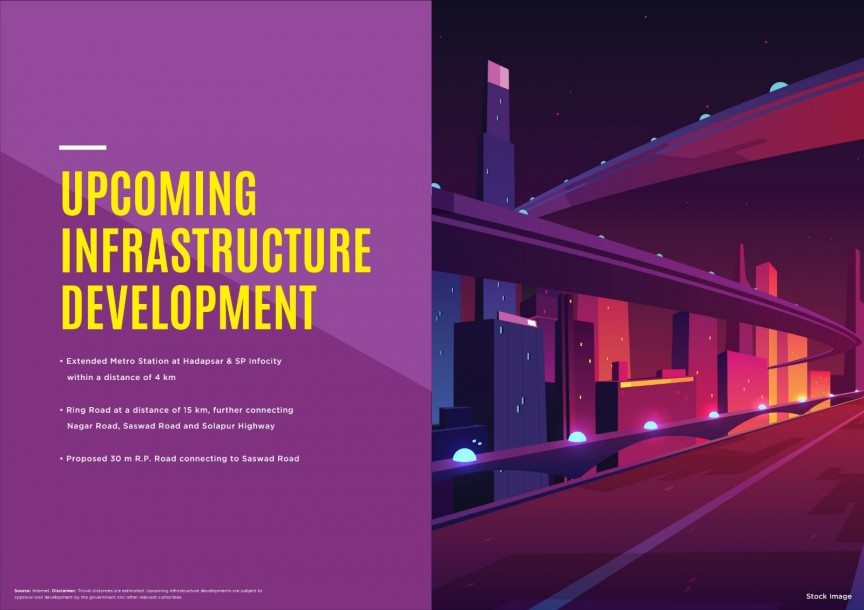 UPCOMING
INFRASTRUCTURE
DEVELOPMENT
• Extended Metro Station at Hadapsar & SP Infocity
within a distance of 4 km
• Ring Road at a distance of 15 km, further connecting
Nagar Road, Saswad Road and Solapur Highway
• Proposed 30 m R.P. Road connecting to Saswad Road
Source: Internet. Disclaimer: Travel distances are estimated. Upcoming infrastructure developments are subject to
approval and development by the government and other relevant authorities.
Stock Image